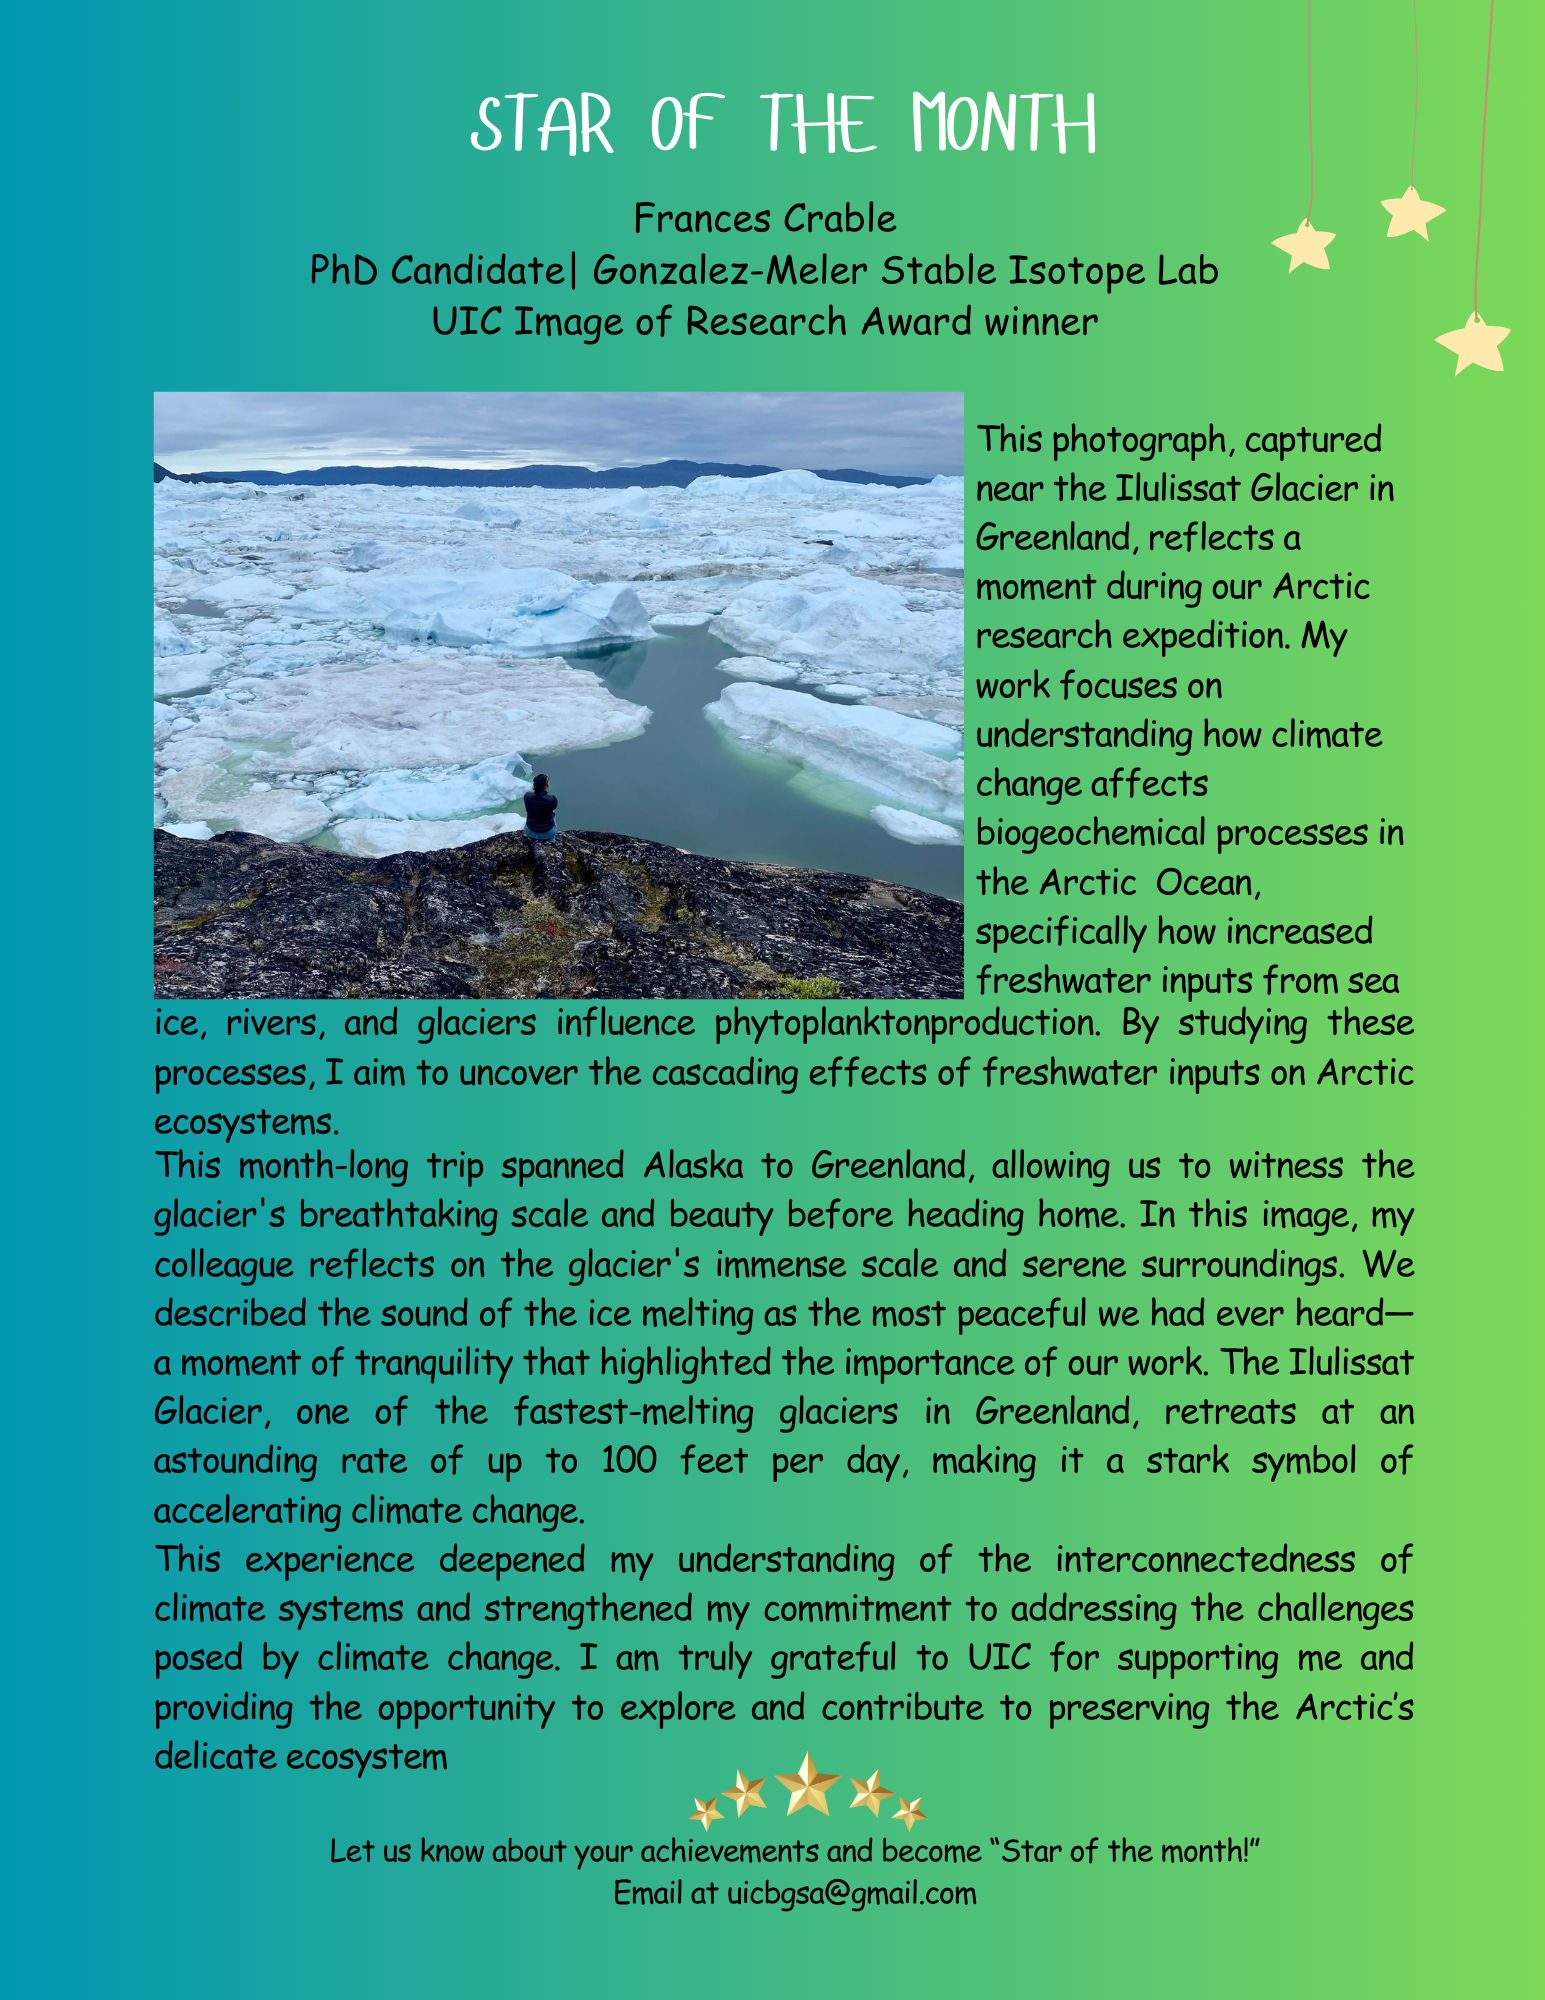 STAR OF THE MONTH
Frances Crable
PhD Candidate| Gonzalez-Meler Stable Isotope Lab
UIC Image of Research Award winner
This photograph, captured
near the Ilulissat Glacier in
Greenland, reflects a
moment during our Arctic
research expedition. My
work focuses on
understanding how climate
change affects
biogeochemical processes in
the Arctic  Ocean,
specifically how increased
freshwater inputs from sea
ice, rivers, and glaciers influence phytoplanktonproduction. By studying these
processes, I aim to uncover the cascading effects of freshwater inputs on Arctic
ecosystems.
This month-long trip spanned Alaska to Greenland, allowing us to witness the
glacier's breathtaking scale and beauty before heading home. In this image, my
colleague reflects on the glacier's immense scale and serene surroundings. We
described the sound of the ice melting as the most peaceful we had ever heard—
a moment of tranquility that highlighted the importance of our work. The Ilulissat
Glacier, one of the fastest-melting glaciers in Greenland, retreats at an
astounding rate of up to 100 feet per day, making it a stark symbol of
accelerating climate change.
This experience deepened my understanding of the interconnectedness of
climate systems and strengthened my commitment to addressing the challenges
posed by climate change. I am truly grateful to UIC for supporting me and
providing the opportunity to explore and contribute to preserving the Arctic’s
delicate ecosystem
Let us know about your achievements and become “Star of the month!”
Email at uicbgsa@gmail.com